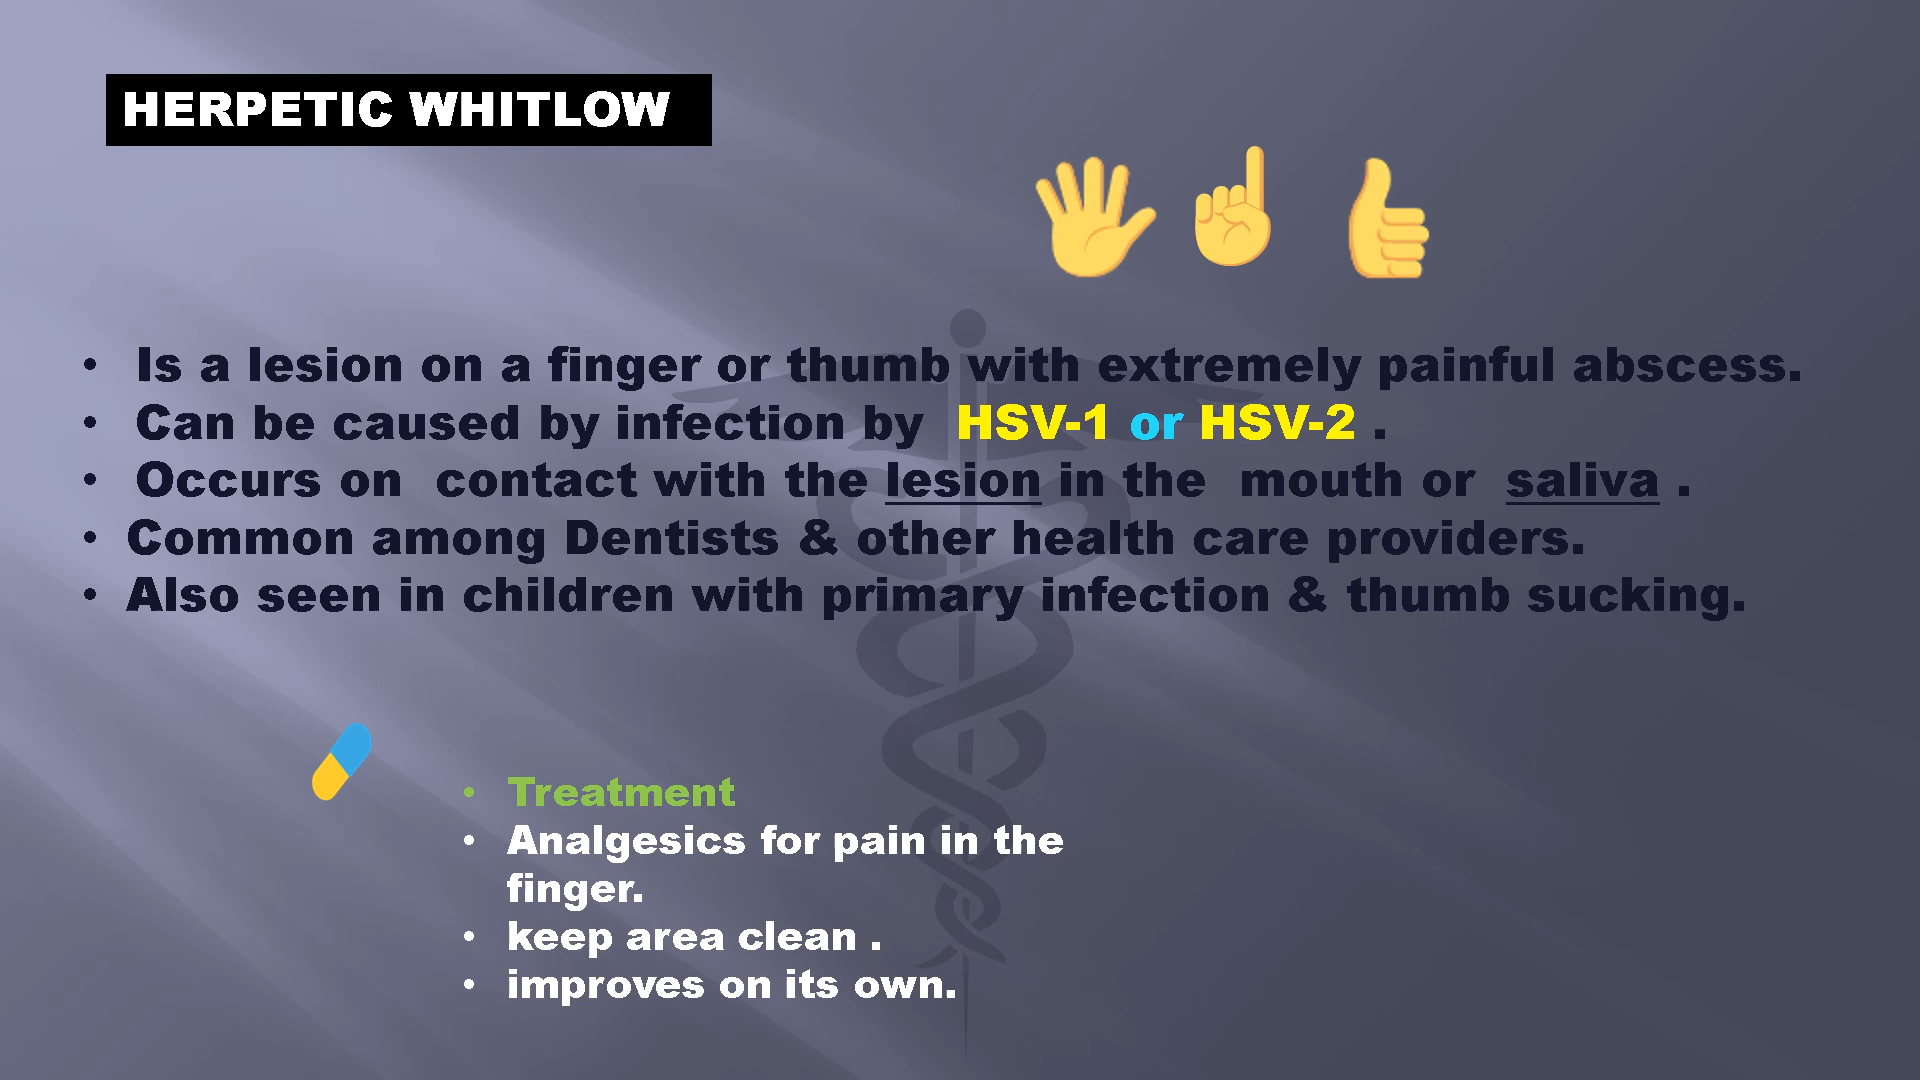 HERPETIC WHITLOW
• Is a lesion on a finger or thumb with extremely painful abscess.
• Can be caused by infection by HSV-1 or HSV-2 .
• Occurs on contact with the lesion in the mouth or saliva .
• Common among Dentists & other health care providers.
• Also seen in children with primary infection & thumb sucking.
• Treatment
• Analgesics for pain in the
finger.
• keep area clean .
• improves on its own.